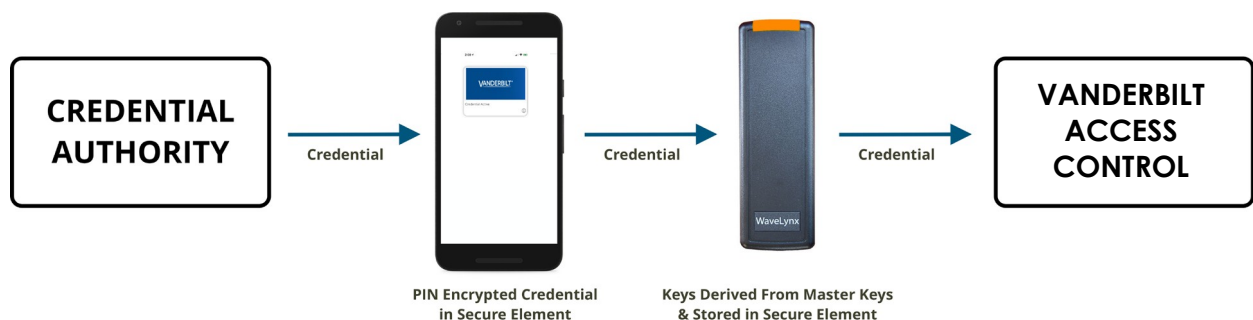 CREDENTIAL
AUTHORITY
Credential
VANDERBILT
Credential
WaveLynx
Credential
VANDERBILT
ACCESS
CONTROL
PIN Encrypted Credential
in Secure Element
Keys Derived From Master Keys
& Stored in Secure Element